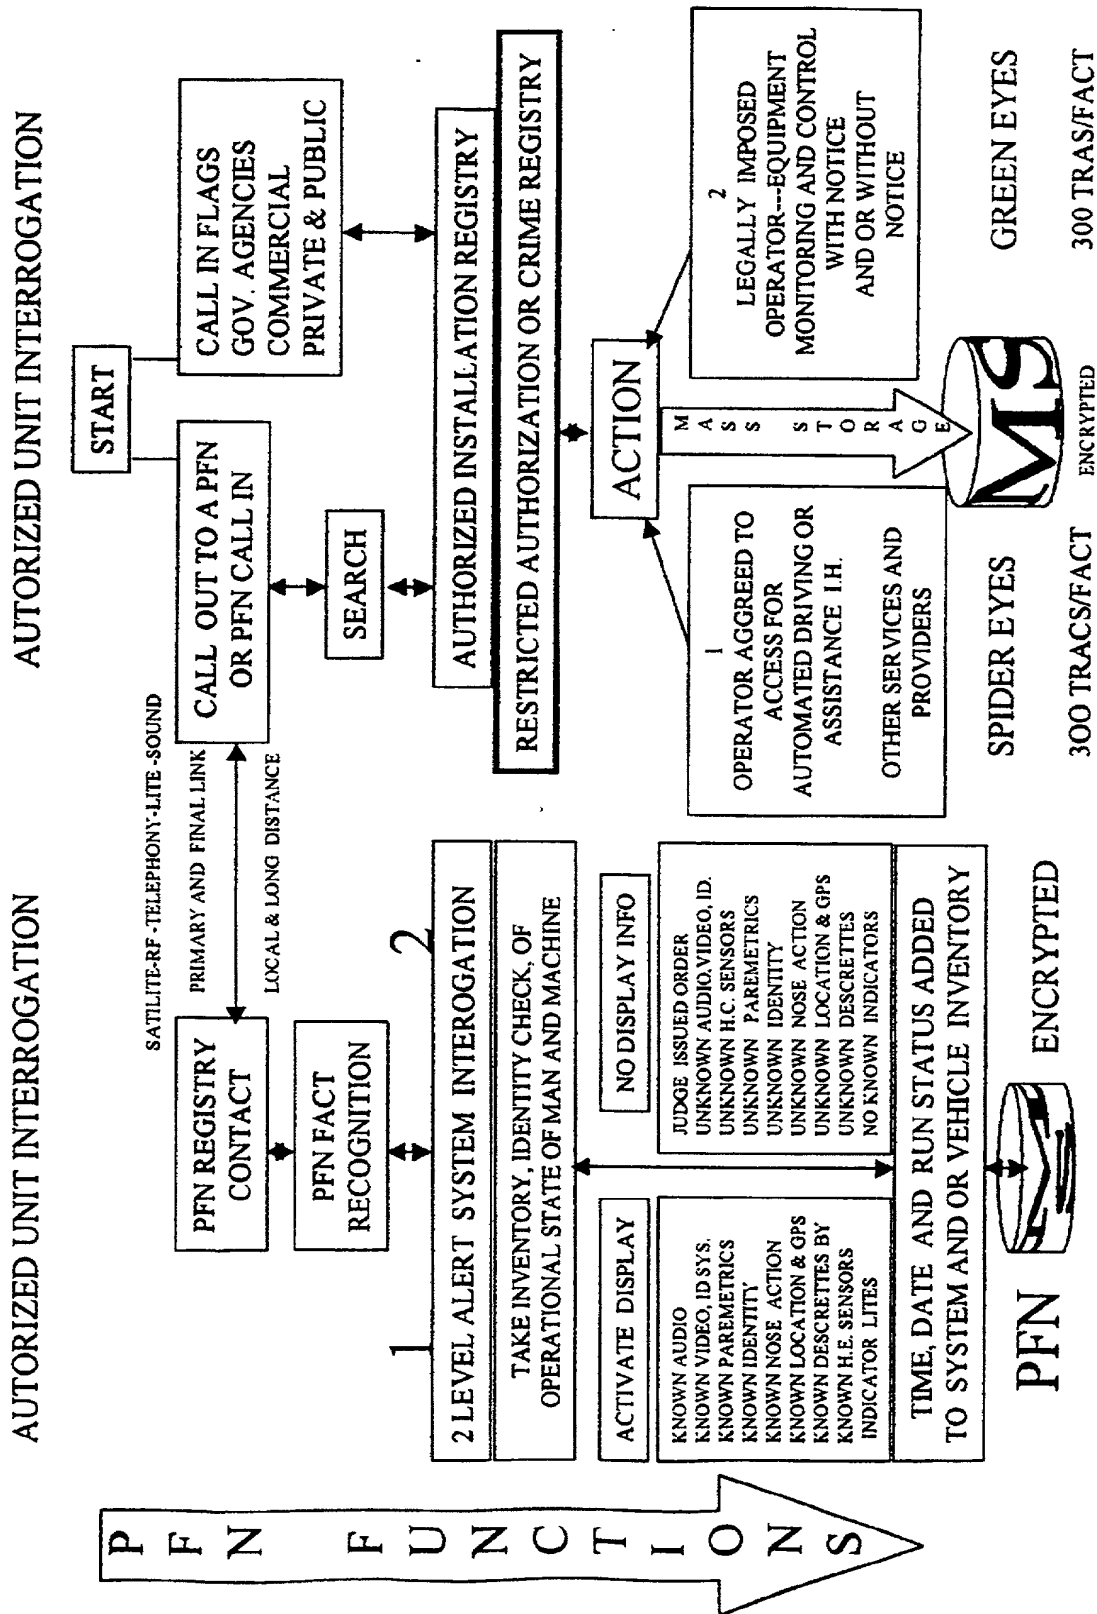 AUTORIZED UNIT INTERROGATION
AUTORIZED UNIT INTERROGATION
PFN FUNCTIONS
PFN REGISTRY
CONTACT
PFN FACT
RECOGNITION
SATILITE-RF-TELEPHONY-LITE-SOUND
PRIMARY AND FINAL LINK
LOCAL & LONG DISTANCE
1
2
2 LEVEL ALERT SYSTEM INTEROGATION
TAKE INVENTORY, IDENTITY CHECK, OF
OPERATIONAL STATE OF MAN AND MACHINE
ACTIVATE DISPLAY
KNOWN AUDIO
KNOWN VIDEO, ID SYS.
KNOWN PAREMETRICS
KNOWN IDENTITY
KNOWN NOSE ACTION
KNOWN LOCATION & GPS
KNOWN DESCRETES BY
KNOWN H.E. SENSORS
INDICATOR LITES
NO DISPLAY INFO
JUDGE ISSUED ORDER
UNKNOWN AUDIO.VIDEO, ID.
UNKNOWN H.C. SENSORS
UNKNOWN PAREMETRICS
UNKNOWN IDENTITY
UNKNOWN NOSE ACTION
UNKNOWN LOCATION & GPS
UNKNOWN DESCRETTES
NO KNOWN INDICATORS
TIME, DATE AND RUN STATUS ADDED
TO SYSTEM AND OR VEHICLE INVENTORY
PFN
ENCRYPTED
START
CALL OUT TO A PFN
OR PFN CALL IN
CALL IN FLAGS
GOV. AGENCIES
COMMERCIAL
PRIVATE & PUBLIC
SEARCH
AUTHORIZED INSTALLATION REGISTRY
RESTRICTED AUTHORIZATION OR CRIME REGISTRY
ACTION
1
OPERATOR AGGREED TO
ACCESS FOR
AUTOMATED DRIVING OR
ASSISTANCE I.H.
OTHER SERVICES AND
PROVIDERS
MASS STORAGE
2
LEGALLY IMPOSED
OPERATOR---EQUIPMENT
MONITORING AND CONTROL
WITH NOTICE
AND OR WITHOUT
NOTICE
SPIDER EYES
MS
GREEN EYES
300 TRACS/FACT
ENCRYPTED
300 TRAS/FACT